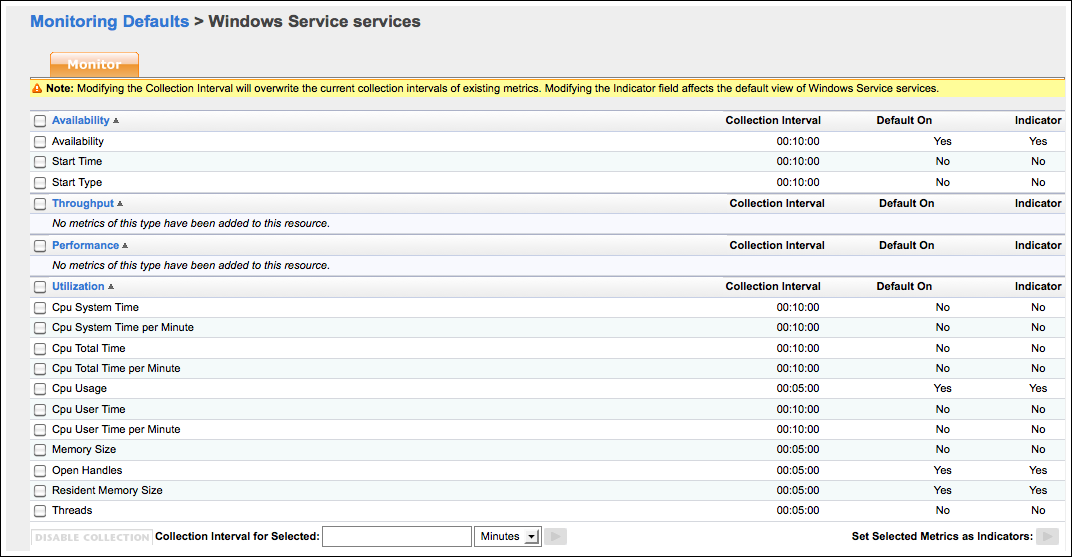 Monitoring Defaults > Windows Service services
Monitor
Note: Modifying the Collection Interval will overwrite the current collection intervals of existing metrics. Modifying the Indicator field affects the default view of Windows Service services.
Availability Collection Interval Default On Indicator
Availability 00:10:00 Yes Yes
Start Time 00:10:00 No No
Start Type 00:10:00 No No
Throughput Collection Interval Default On Indicator
No metrics of this type have been added to this resource.
Performance Collection Interval Default On Indicator
No metrics of this type have been added to this resource.
Utilization Collection Interval Default On Indicator
Cpu System Time 00:10:00 No No
Cpu System Time per Minute 00:10:00 No No
Cpu Total Time 00:10:00 No No
Cpu Total Time per Minute 00:10:00 No No
Cpu Usage 00:05:00 Yes Yes
Cpu User Time 00:10:00 No No
Cpu User Time per Minute 00:10:00 No No
Memory Size 00:05:00 No No
Open Handles 00:05:00 Yes Yes
Resident Memory Size 00:05:00 Yes Yes
Threads 00:05:00 No No
DISABLE COLLECTION Collection Interval for Selected: Minutes Set Selected Metrics as Indicators: